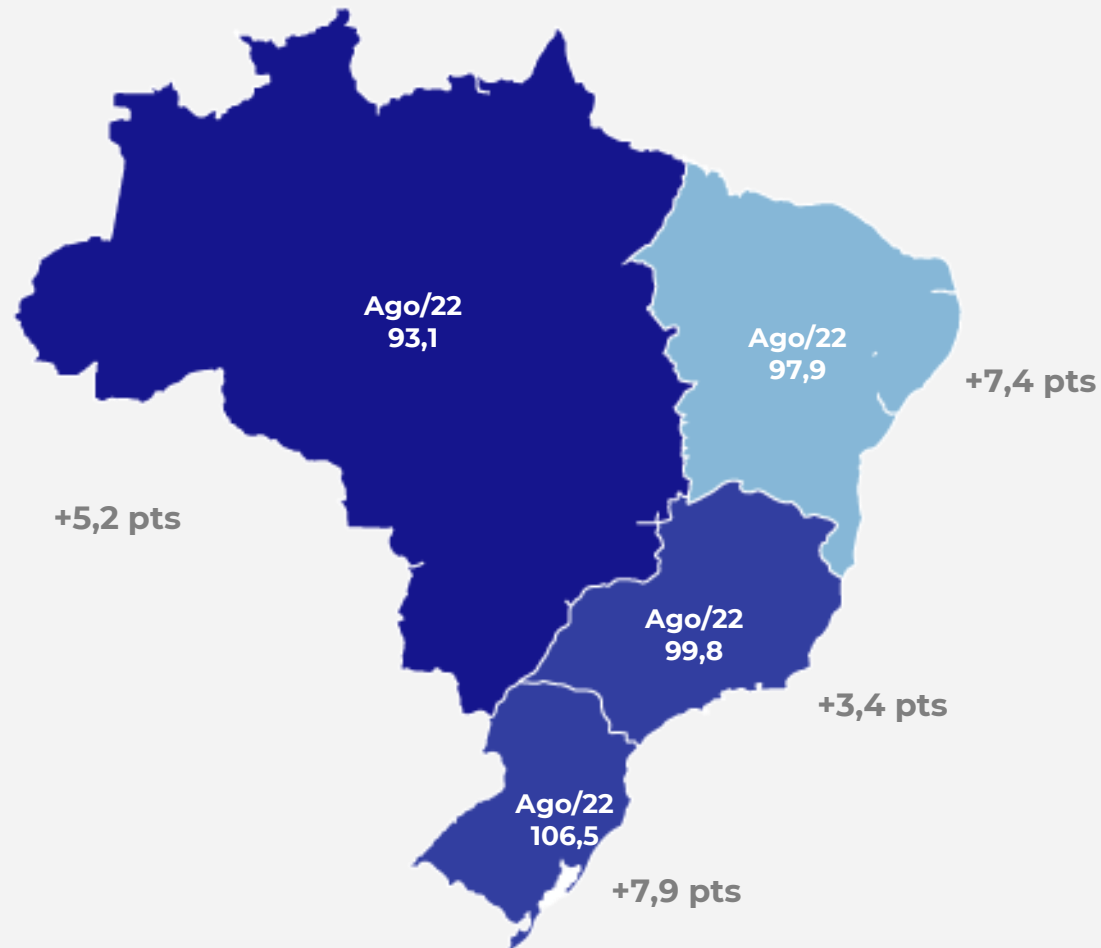 Ago/22
93,1
Ago/22
97,9
+7,4 pts
+5,2 pts
Ago/22
99,8
+3,4 pts
Ago/22
106,5
+7,9 pts